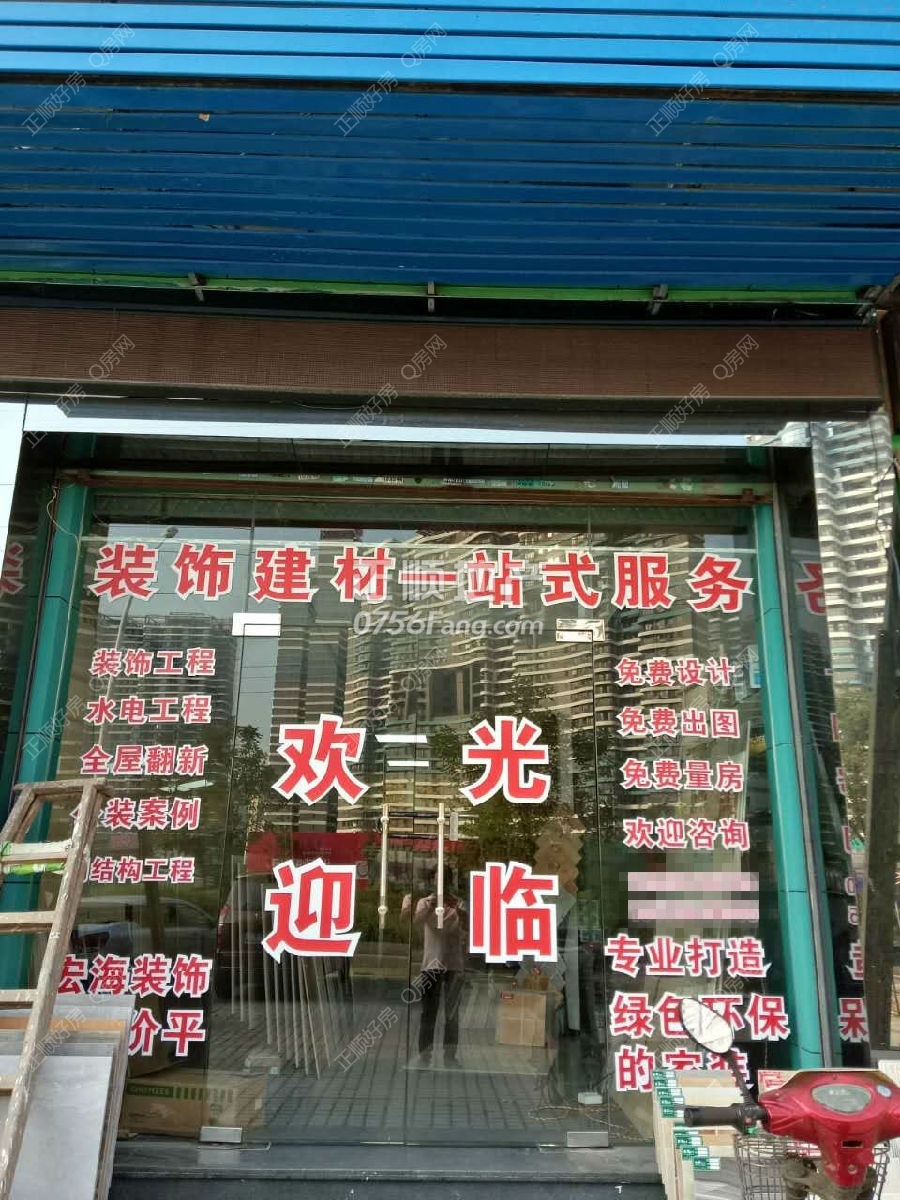 装饰建材一站式服务
0756Fang.com
装饰工程
水电工程
全屋翻新
装案例
结构工程
宏海装饰
价平
欢 光
迎 临
免费设计
免费出图
免费量房
欢迎咨询
专业打造
绿色环保
的家装
正顺好房 Q房网